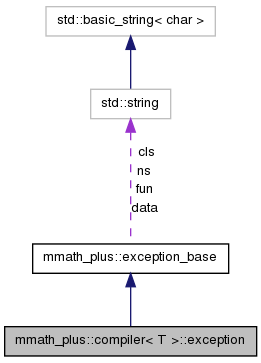 std::basic_string< char >
std::string
cls
ns
fun
data
mmath_plus::exception_base
mmath_plus::compiler< T >::exception